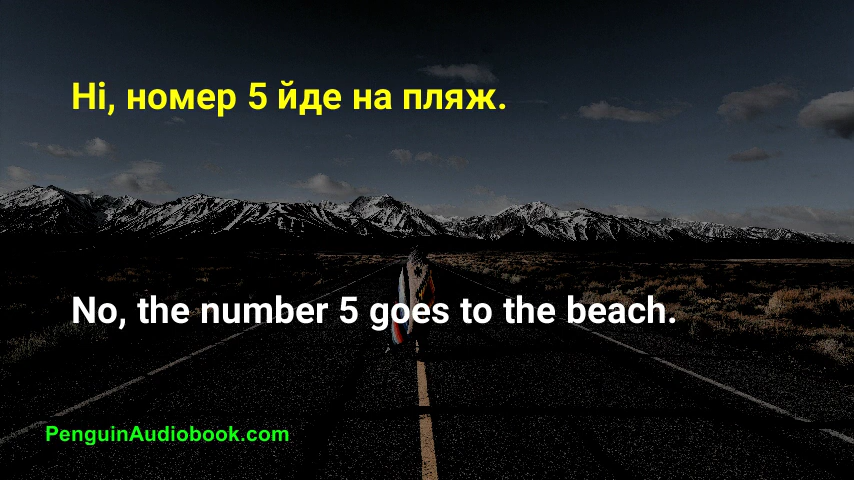 Ні, номер 5 йде на пляж.
No, the number 5 goes to the beach.
PenguinAudiobook.com